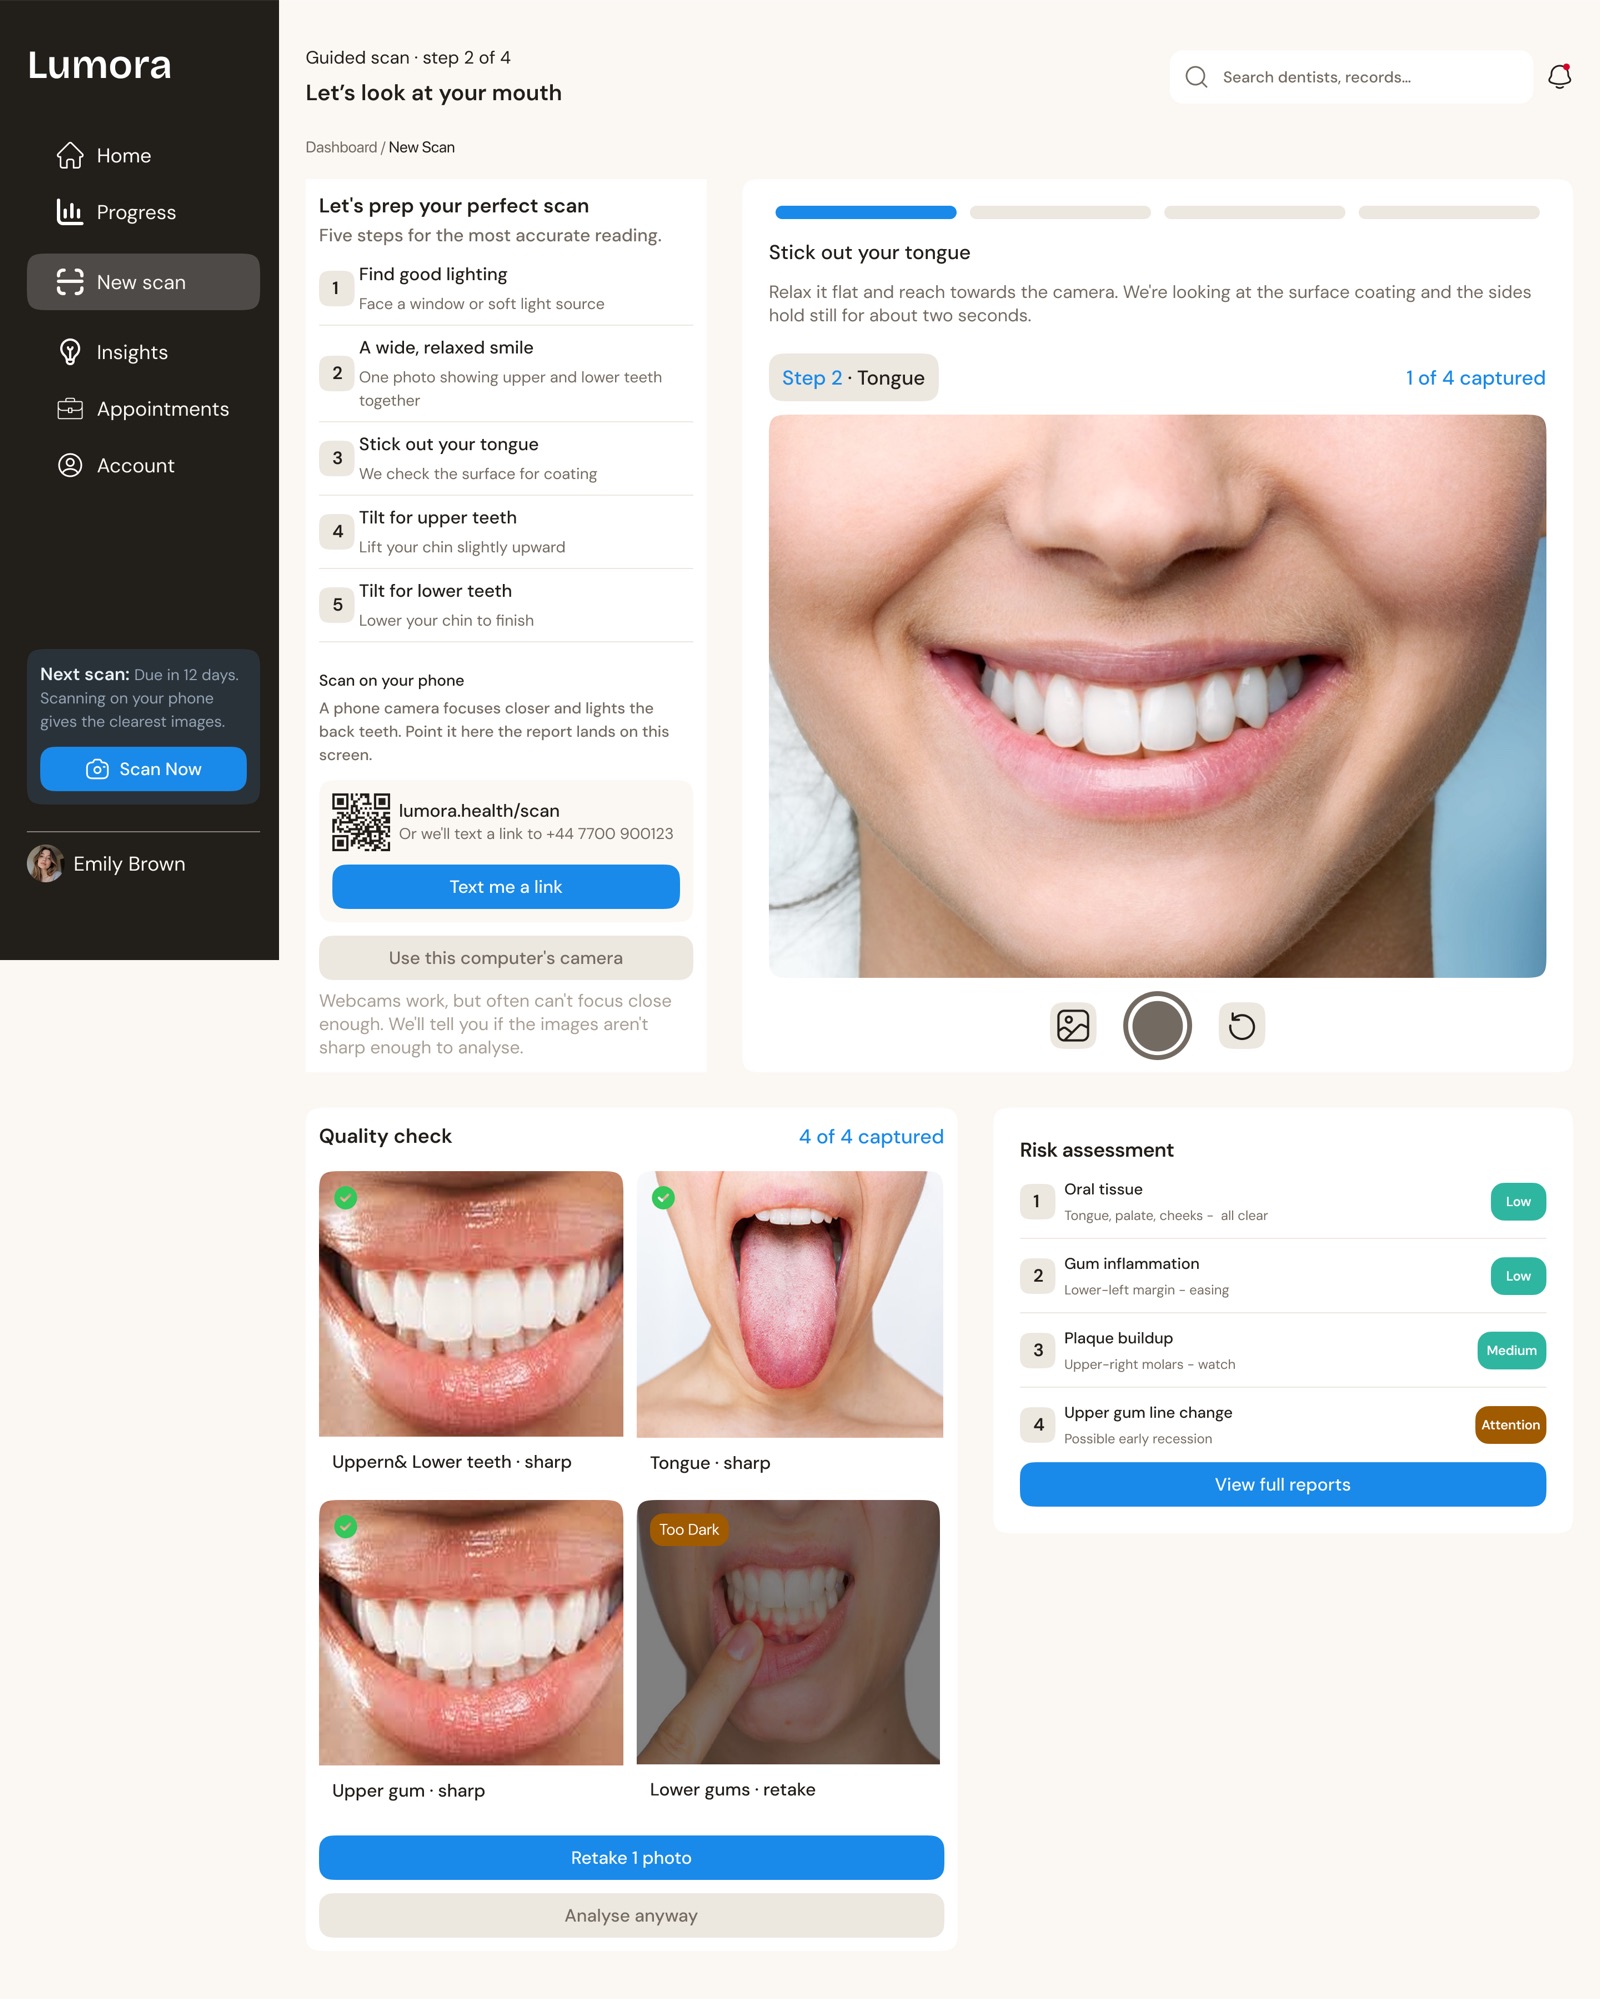 Lumora
Home
Progress
New scan
Insights
Appointments
Account
Next scan: Due in 12 days.
Scanning on your phone
gives the clearest images.
Scan Now
Emily Brown
Guided scan · step 2 of 4
Let’s look at your mouth
Search dentists, records...
Dashboard / New Scan
Let's prep your perfect scan
Five steps for the most accurate reading.
1
Find good lighting
Face a window or soft light source
2
A wide, relaxed smile
One photo showing upper and lower teeth
together
3
Stick out your tongue
We check the surface for coating
4
Tilt for upper teeth
Lift your chin slightly upward
5
Tilt for lower teeth
Lower your chin to finish
Scan on your phone
A phone camera focuses closer and lights the
back teeth. Point it here the report lands on this
screen.
lumora.health/scan
Or we'll text a link to +44 7700 900123
Text me a link
Use this computer's camera
Webcams work, but often can't focus close
enough. We'll tell you if the images aren't
sharp enough to analyse.
Stick out your tongue
Relax it flat and reach towards the camera. We're looking at the surface coating and the sides
hold still for about two seconds.
Step 2 · Tongue
1 of 4 captured
Quality check
4 of 4 captured
Uppern& Lower teeth · sharp
Tongue · sharp
Too Dark
Upper gum · sharp
Lower gums · retake
Retake 1 photo
Analyse anyway
Risk assessment
1
Oral tissue
Tongue, palate, cheeks - all clear
Low
2
Gum inflammation
Lower-left margin - easing
Low
3
Plaque buildup
Upper-right molars - watch
Medium
4
Upper gum line change
Possible early recession
Attention
View full reports